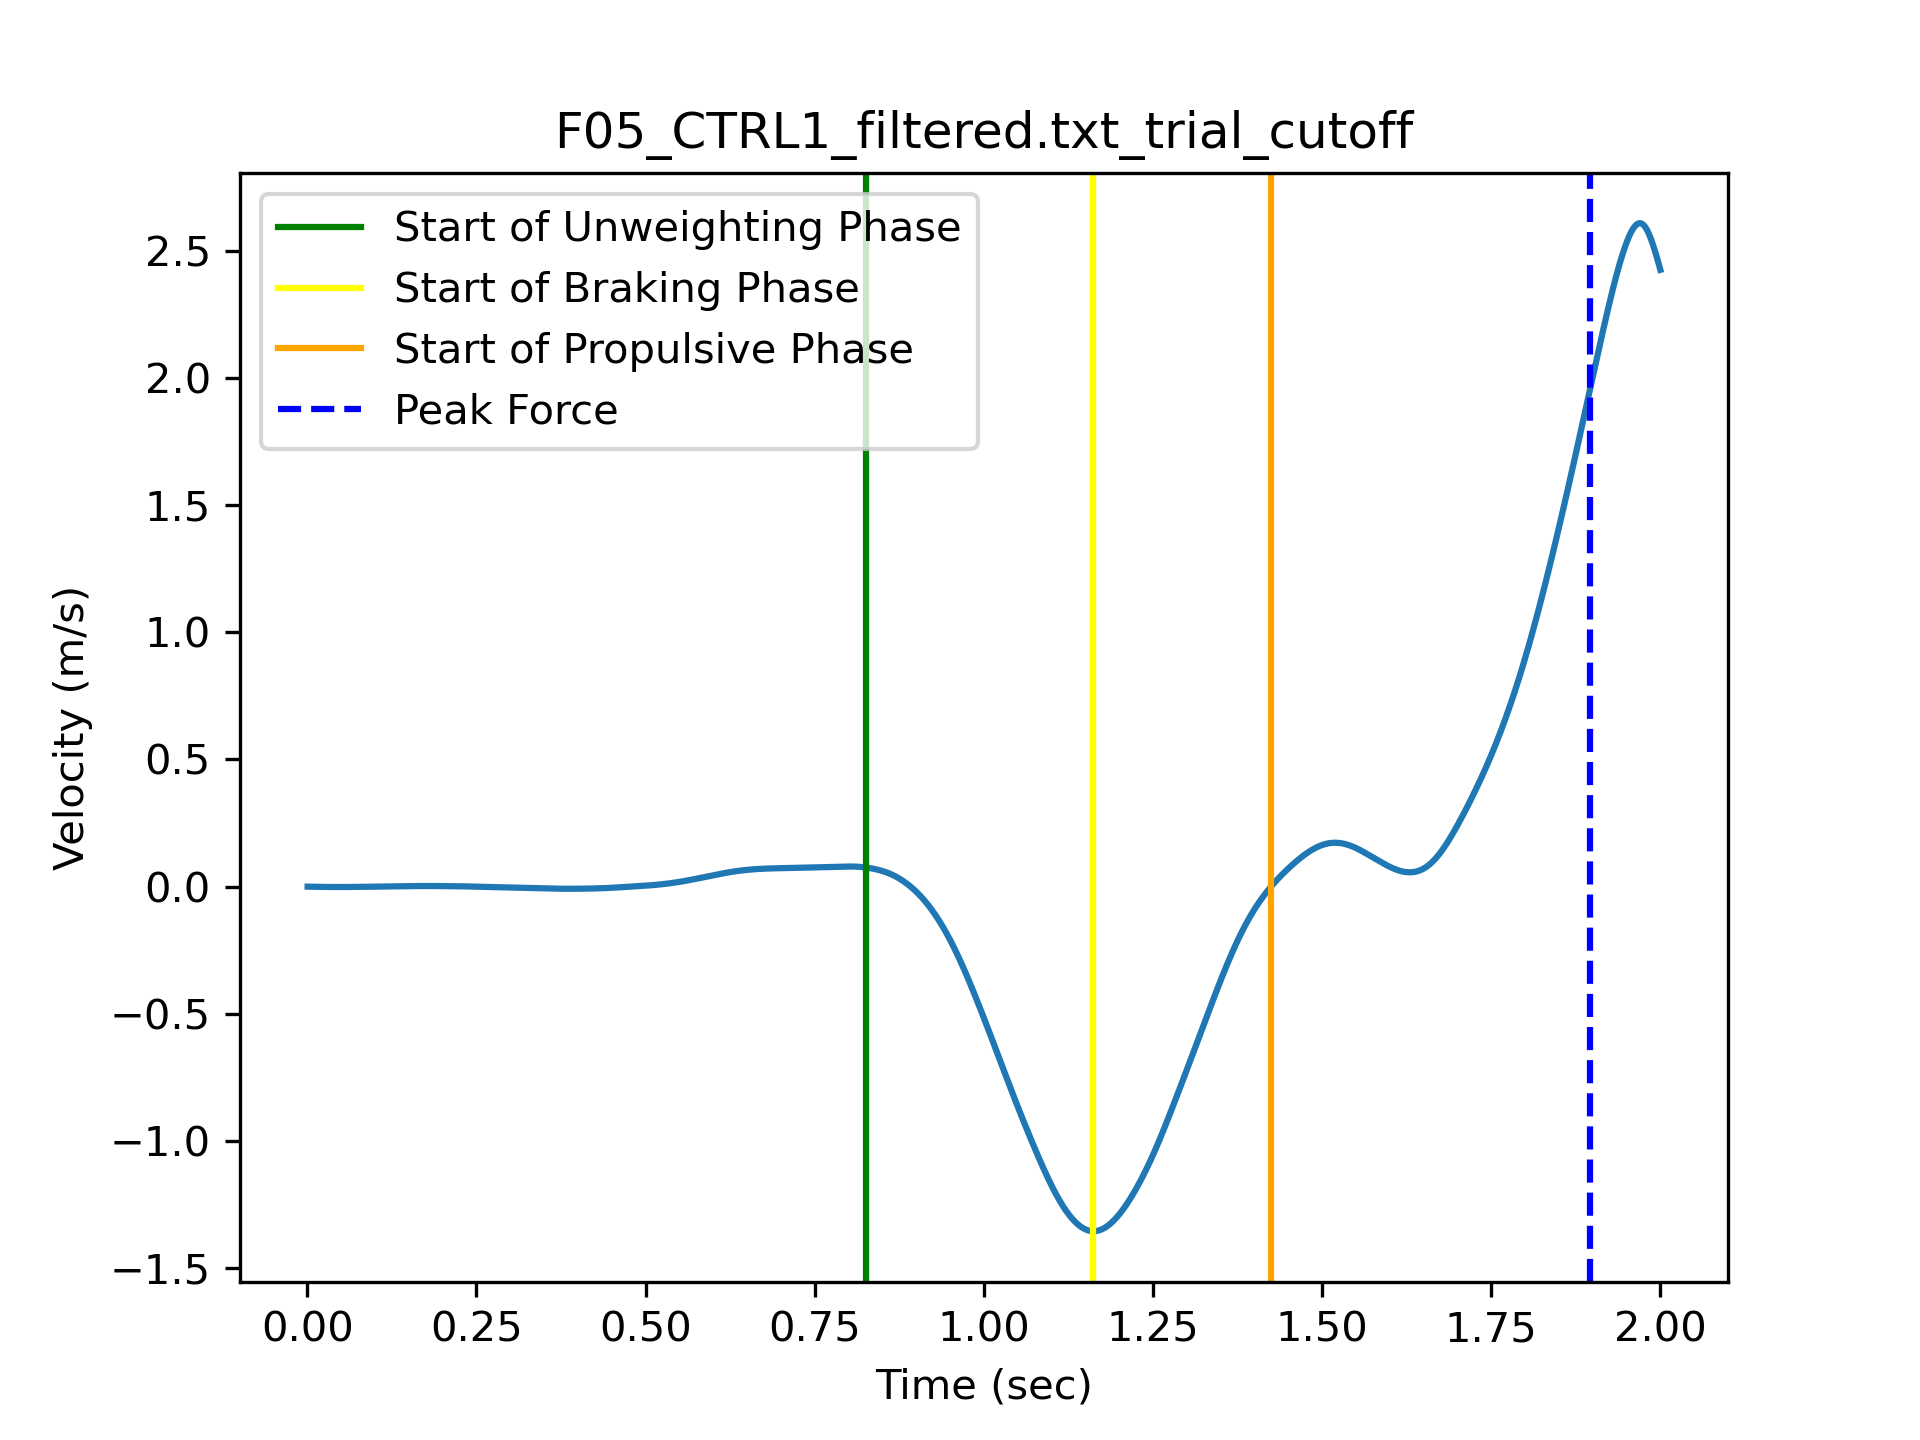 F05_CTRL1_filtered.txt_trial_cutoff
Start of Unweighting Phase
Start of Braking Phase
Start of Propulsive Phase
Peak Force
Velocity (m/s)
2.5
2.0
1.5
1.0
0.5
0.0
−0.5
−1.0
−1.5
0.00 0.25 0.50 0.75 1.00 1.25 1.50 1.75 2.00
Time (sec)